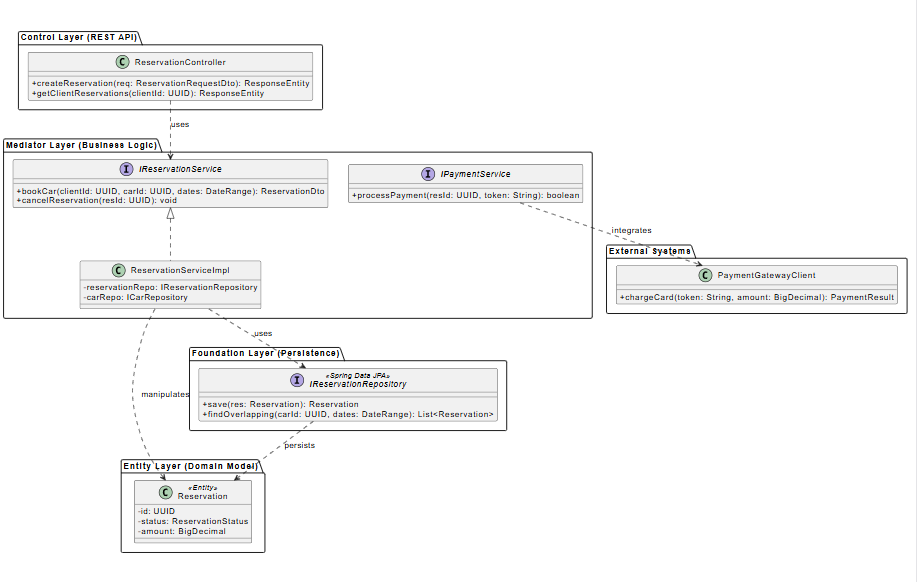 Control Layer (REST API)
C ReservationController
+createReservation(req: ReservationRequestDto): ResponseEntity
+getClientReservations(clientId: UUID): ResponseEntity
uses
Mediator Layer (Business Logic)
I IReservationService
+bookCar(clientId: UUID, carId: UUID, dates: DateRange): ReservationDto
+cancelReservation(resId: UUID): void
I IPaymentService
+processPayment(resId: UUID, token: String): boolean
integrates
External Systems
C PaymentGatewayClient
+chargeCard(token: String, amount: BigDecimal): PaymentResult
C ReservationServiceImpl
-reservationRepo: IReservationRepository
-carRepo: ICarRepository
uses
Foundation Layer (Persistence)
«Spring Data JPA»
I IReservationRepository
+save(res: Reservation): Reservation
+findOverlapping(carId: UUID, dates: DateRange): List<Reservation>
manipulates
persists
Entity Layer (Domain Model)
«Entity»
C Reservation
-id: UUID
-status: ReservationStatus
-amount: BigDecimal